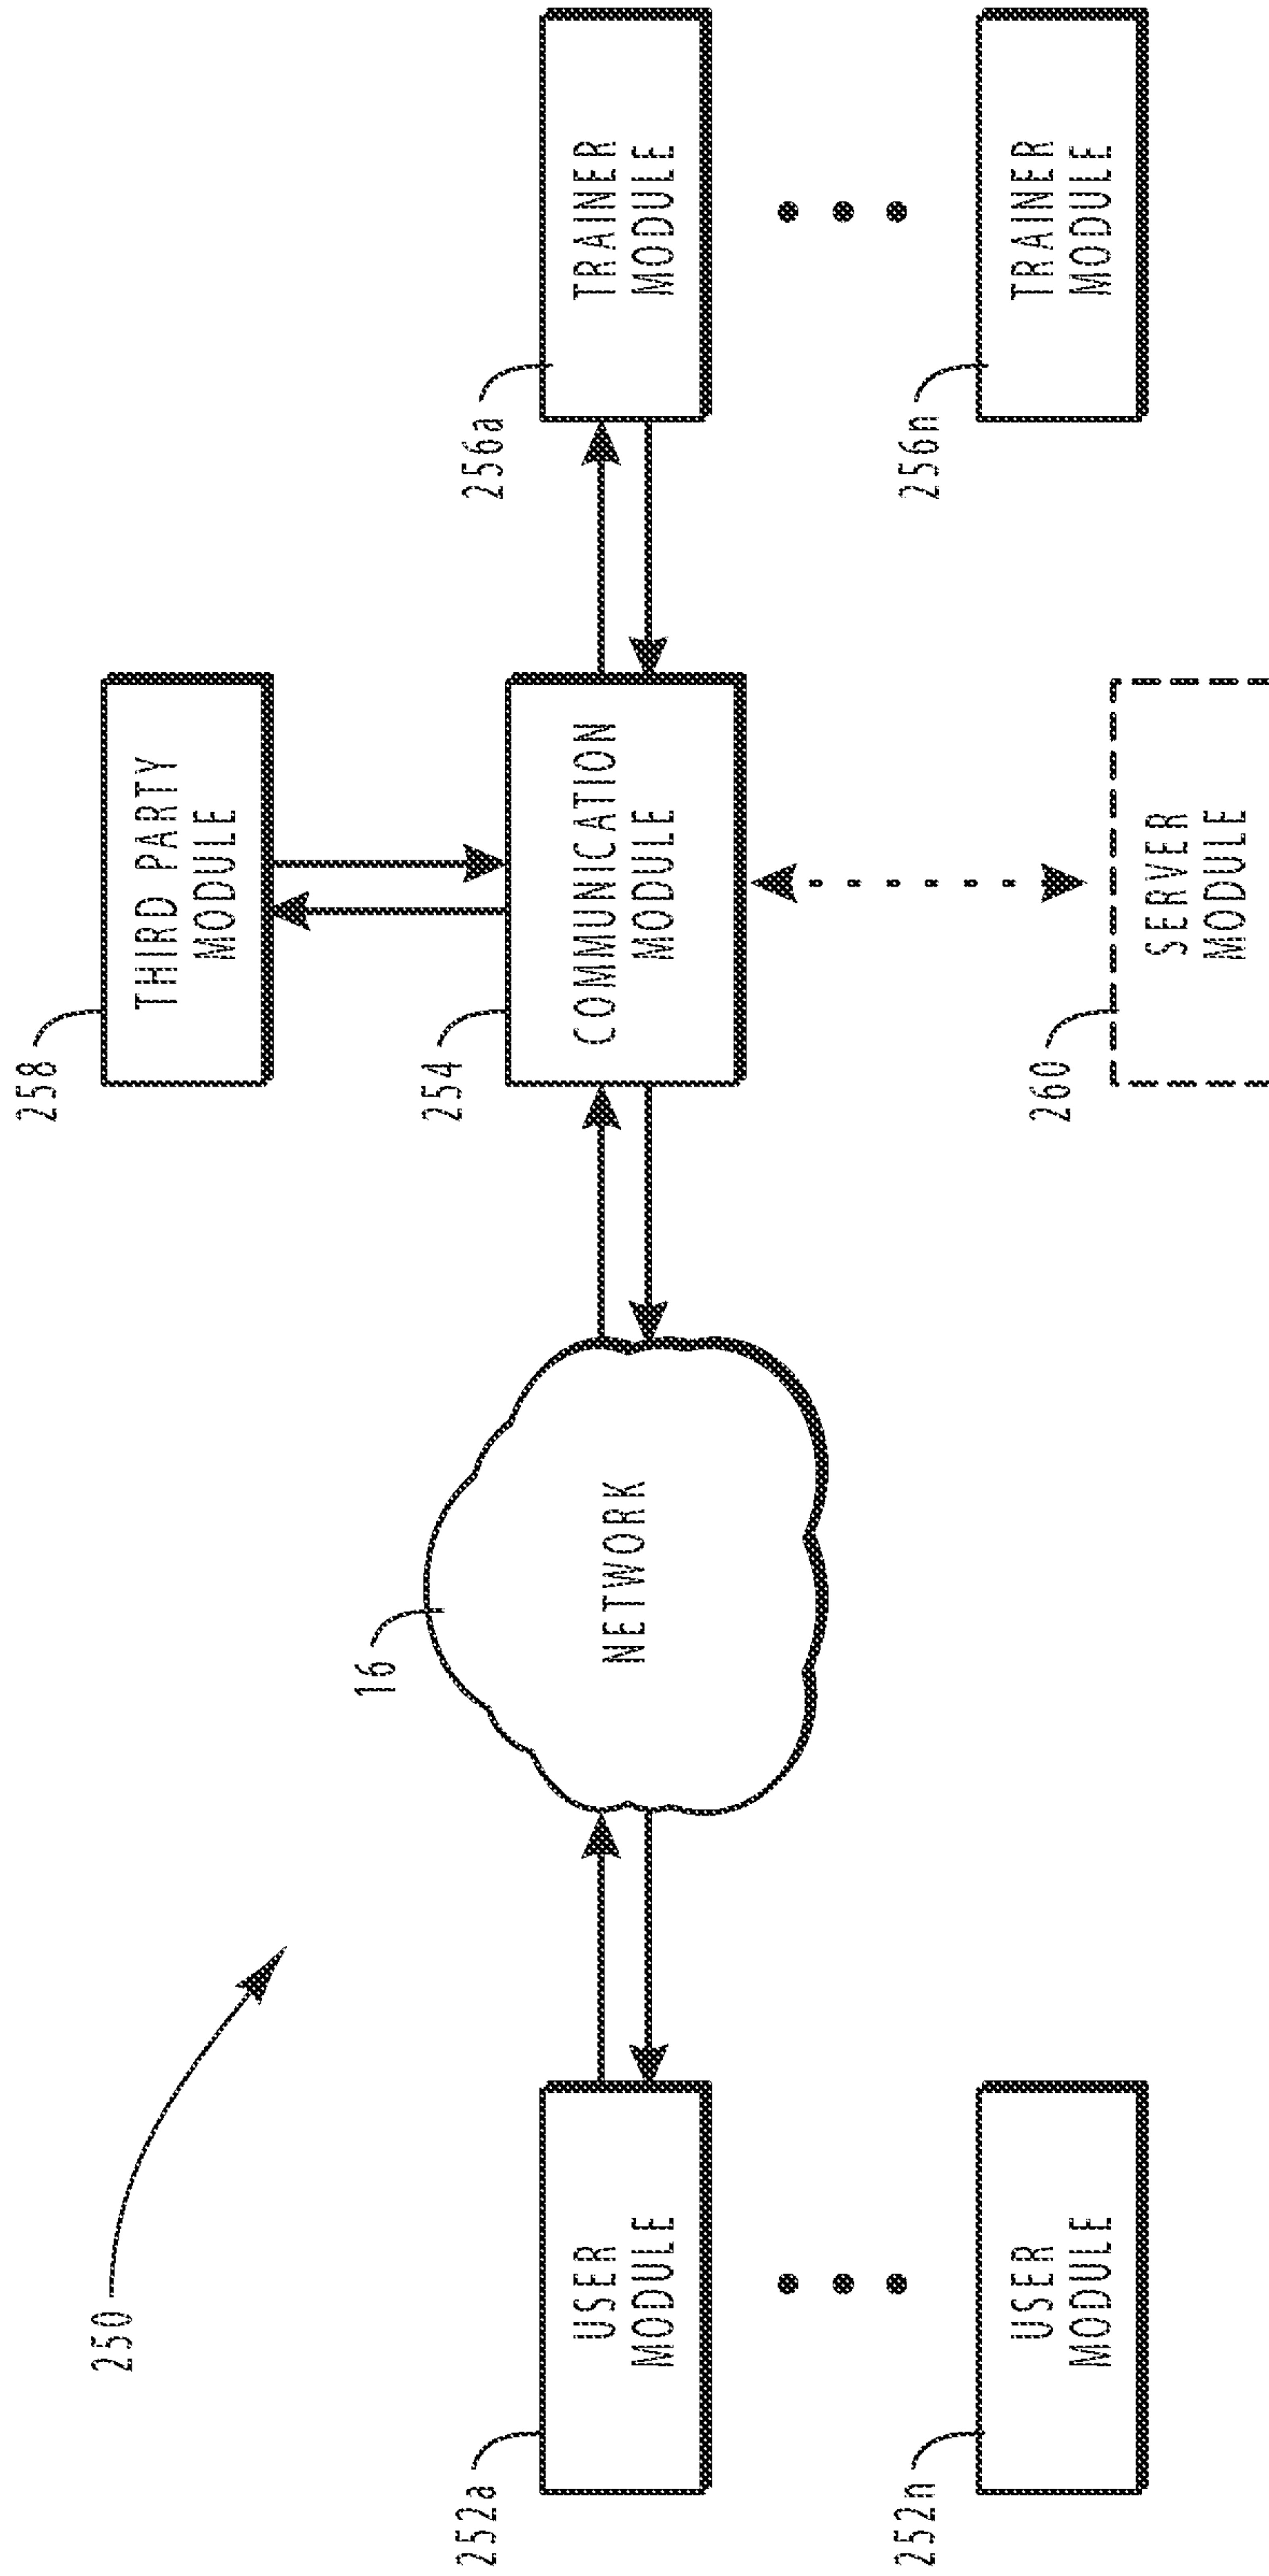 250
252a
USER
MODULE
252n
USER
MODULE
16
NETWORK
258
THIRD PARTY
MODULE
254
COMMUNICATION
MODULE
260
SERVER
MODULE
256a
TRAINER
MODULE
256n
TRAINER
MODULE